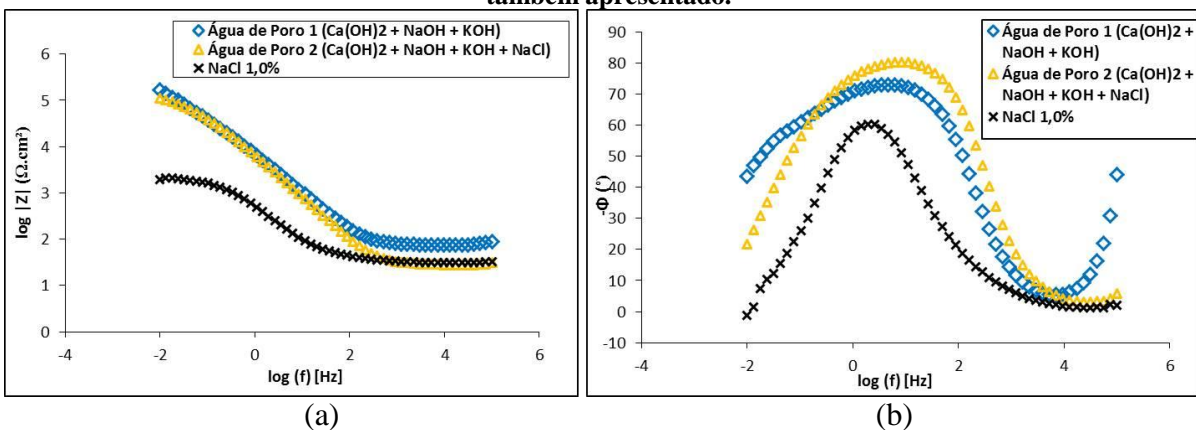 também apresentado.
Água de Poro 1 (Ca(OH)2 + NaOH + KOH)
Água de Poro 2 (Ca(OH)2 + NaOH + KOH + NaCl)
NaCl 1,0%
log |Z| (Ω.cm²)
6
5
4
3
2
1
0
-4
-2
0
2
4
6
log (f) [Hz]
(a)
Água de Poro 1 (Ca(OH)2 +
NaOH + KOH)
Água de Poro 2 (Ca(OH)2 +
NaOH + KOH + NaCl)
NaCl 1,0%
-Φ (°)
-90
80
70
60
50
40
30
20
10
0
-10
-4
-2
0
2
4
6
log (f) [Hz]
(b)